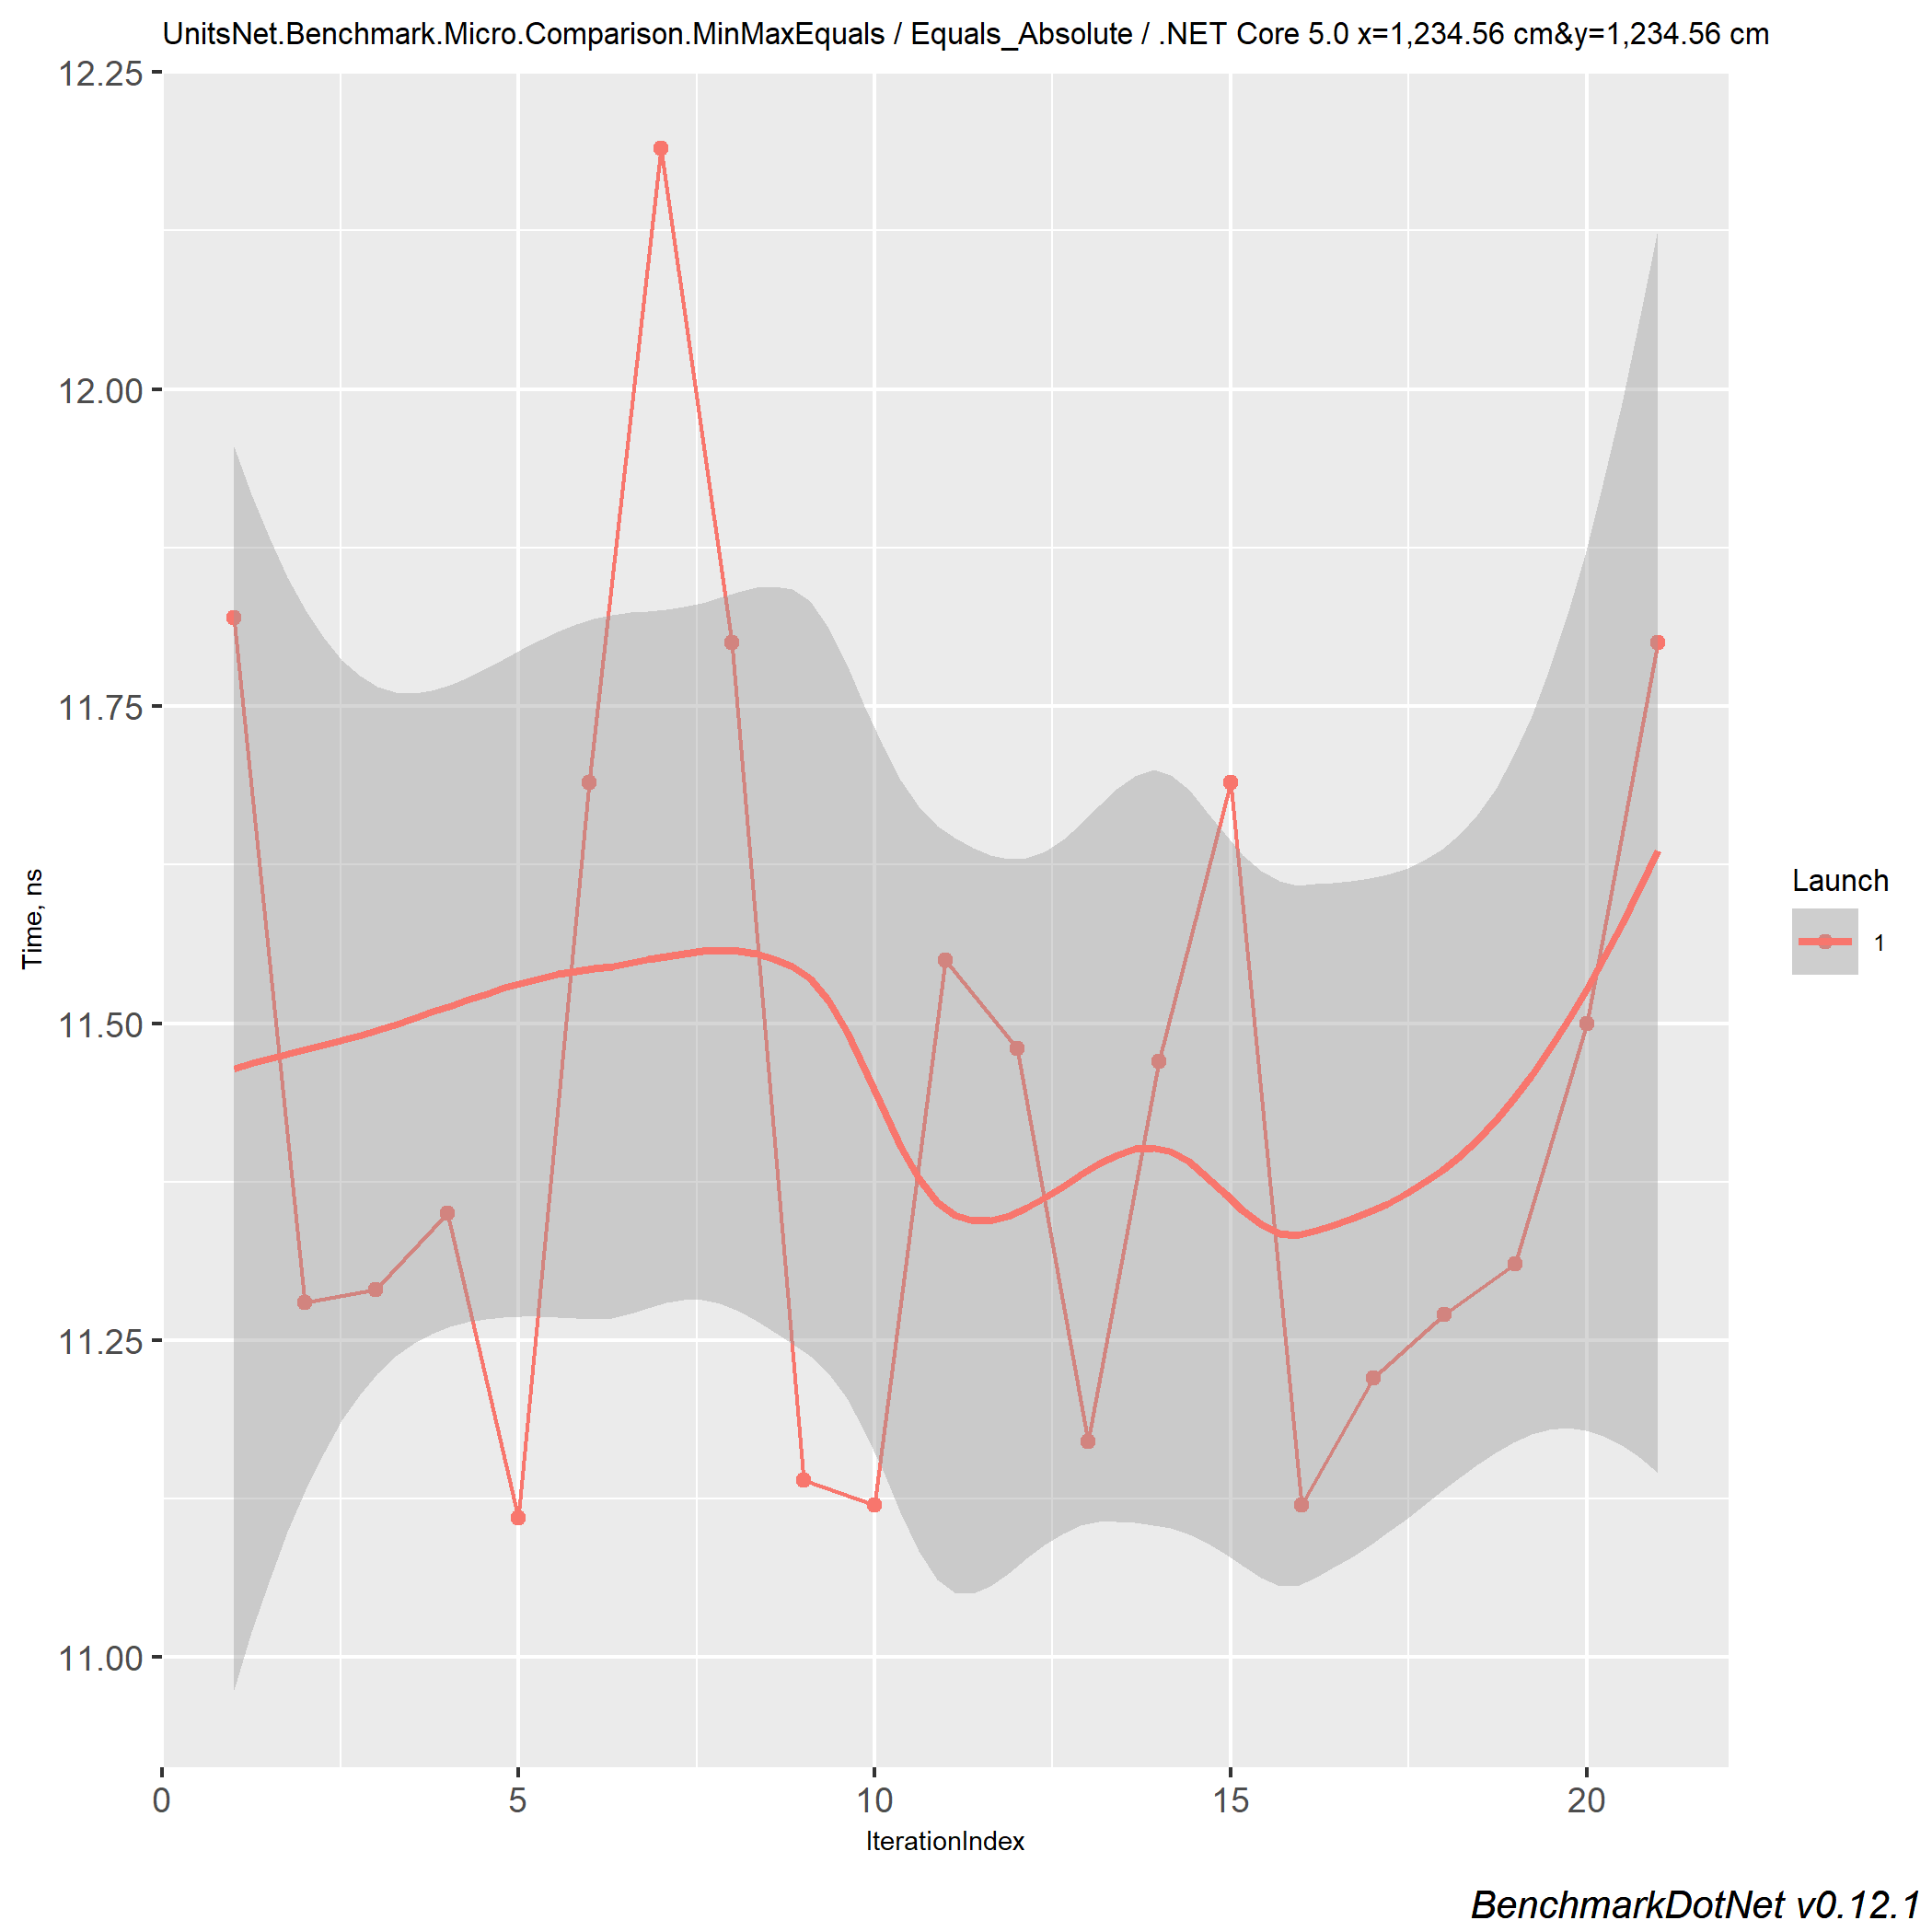 UnitsNet.Benchmark.Micro.Comparison.MinMaxEquals / Equals_Absolute / .NET Core 5.0 x=1,234.56 cm&y=1,234.56 cm
12.25
12.00
11.75
11.50
11.25
11.00
Time, ns
0 5 10 15 20
IterationIndex
Launch
1
BenchmarkDotNet v0.12.1